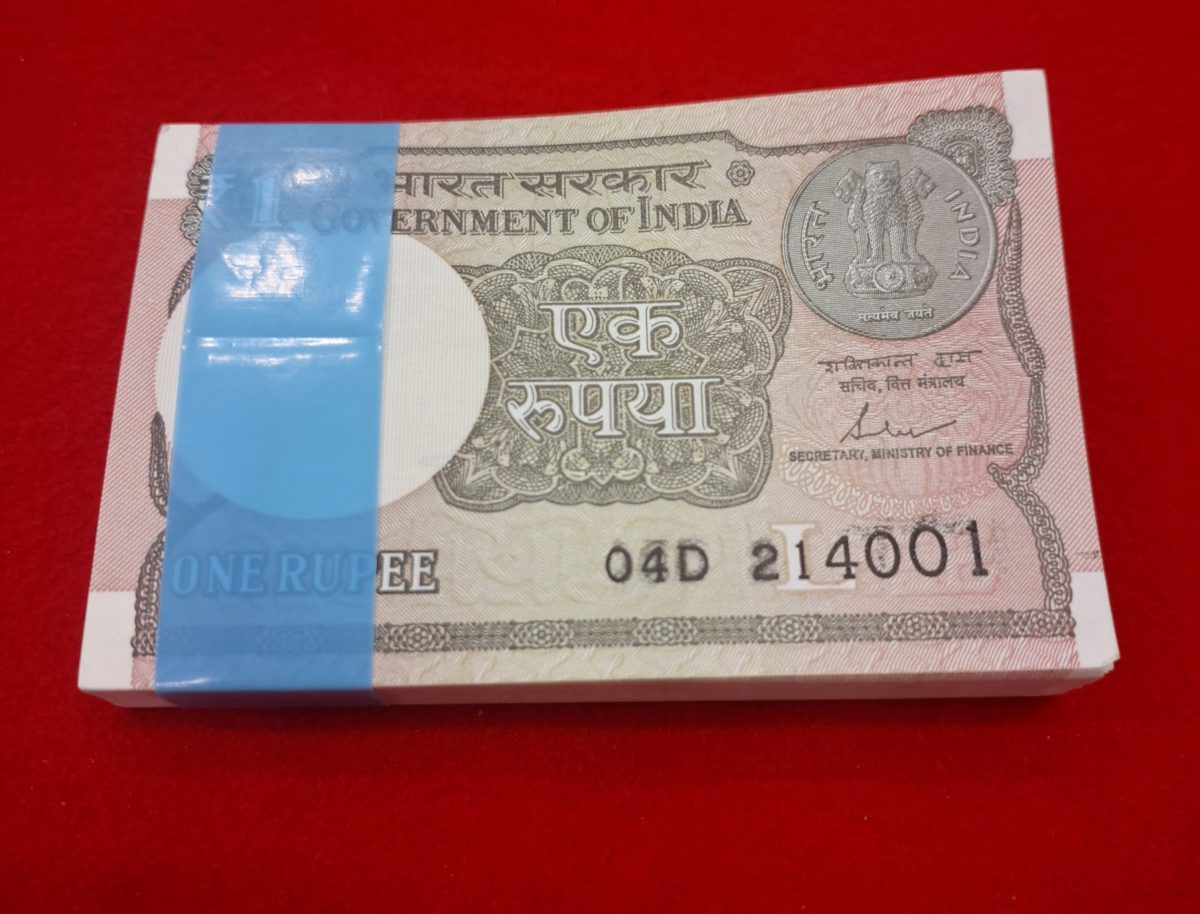 ₹1
भारत सरकार
GOVERNMENT OF INDIA
भारत INDIA
सत्यमेव जयते
एक
रुपया
शक्तिकान्त दास
सचिव, वित्त मंत्रालय
SECRETARY, MINISTRY OF FINANCE
ONE RUPEE
L
04D 214001